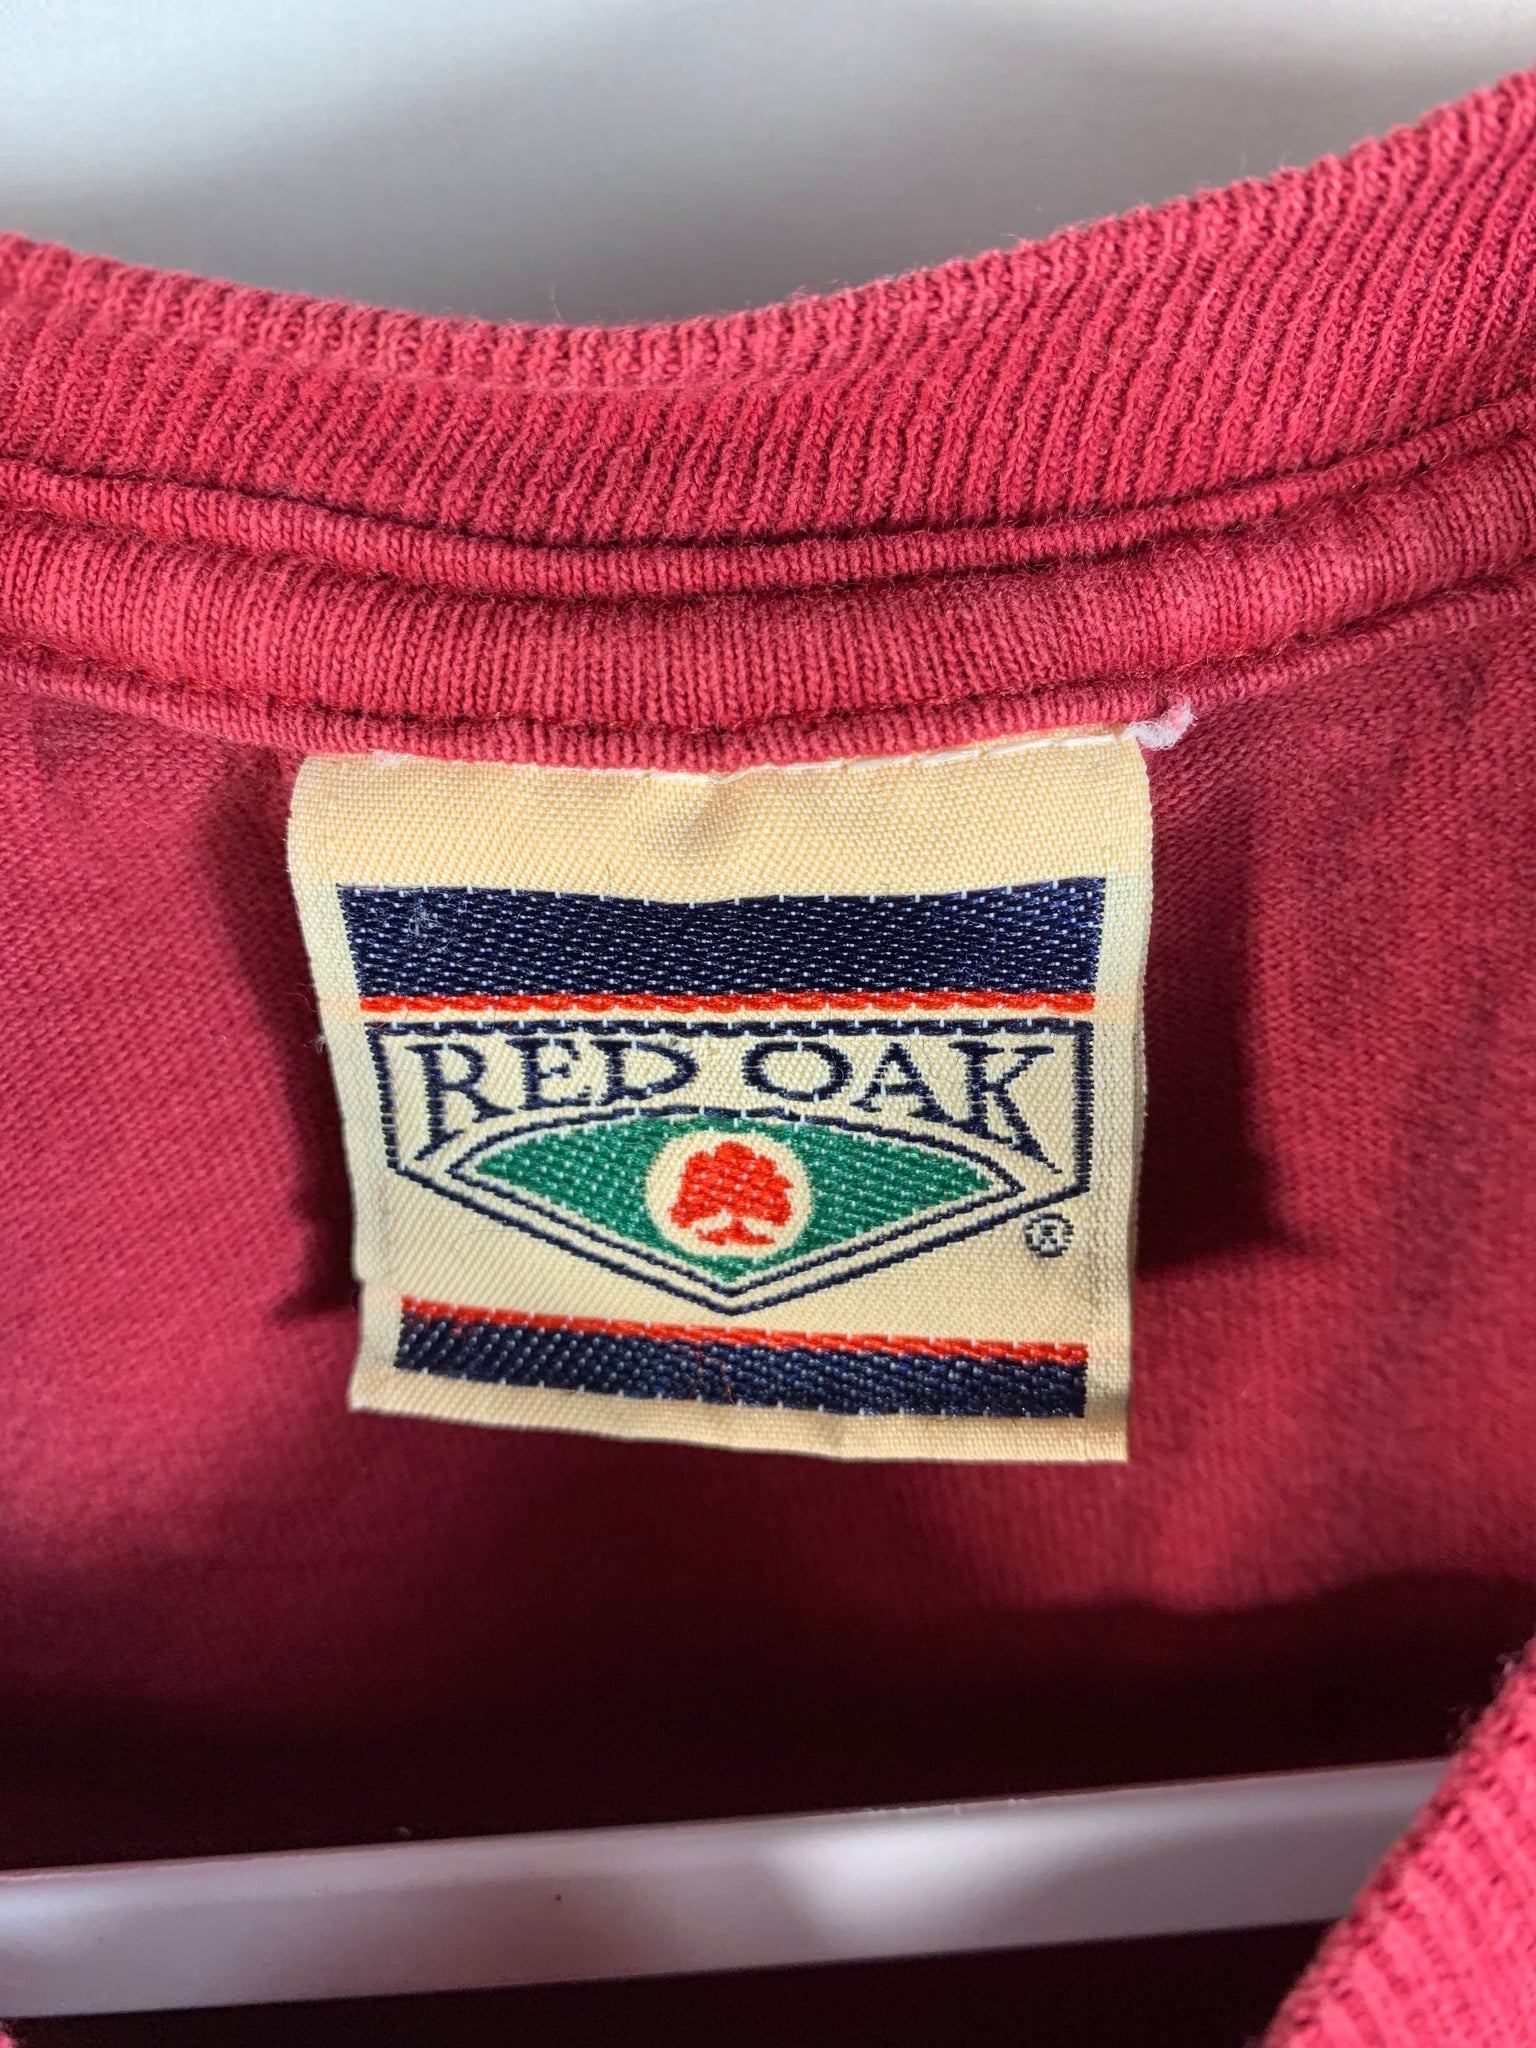 RED OAK
®